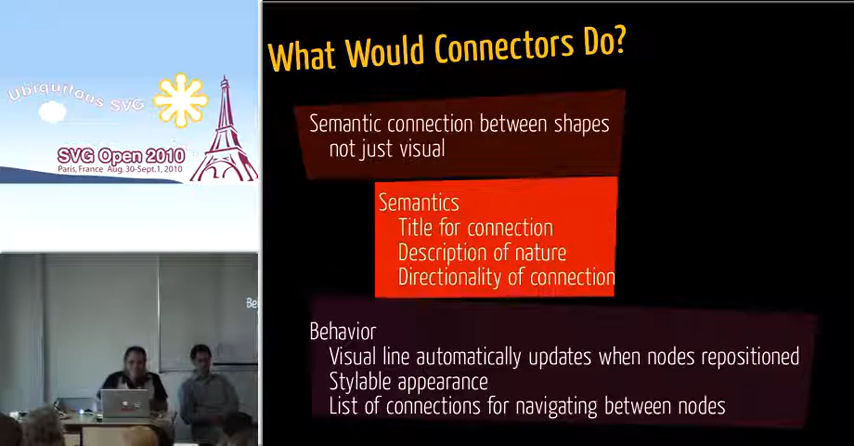 Ubiquitous SVG
SVG Open 2010
Paris, France Aug. 30-Sept.1, 2010
What Would Connectors Do?
Semantic connection between shapes
not just visual
Semantics
Title for connection
Description of nature
Directionality of connection
Behavior
Visual line automatically updates when nodes repositioned
Stylable appearance
List of connections for navigating between nodes